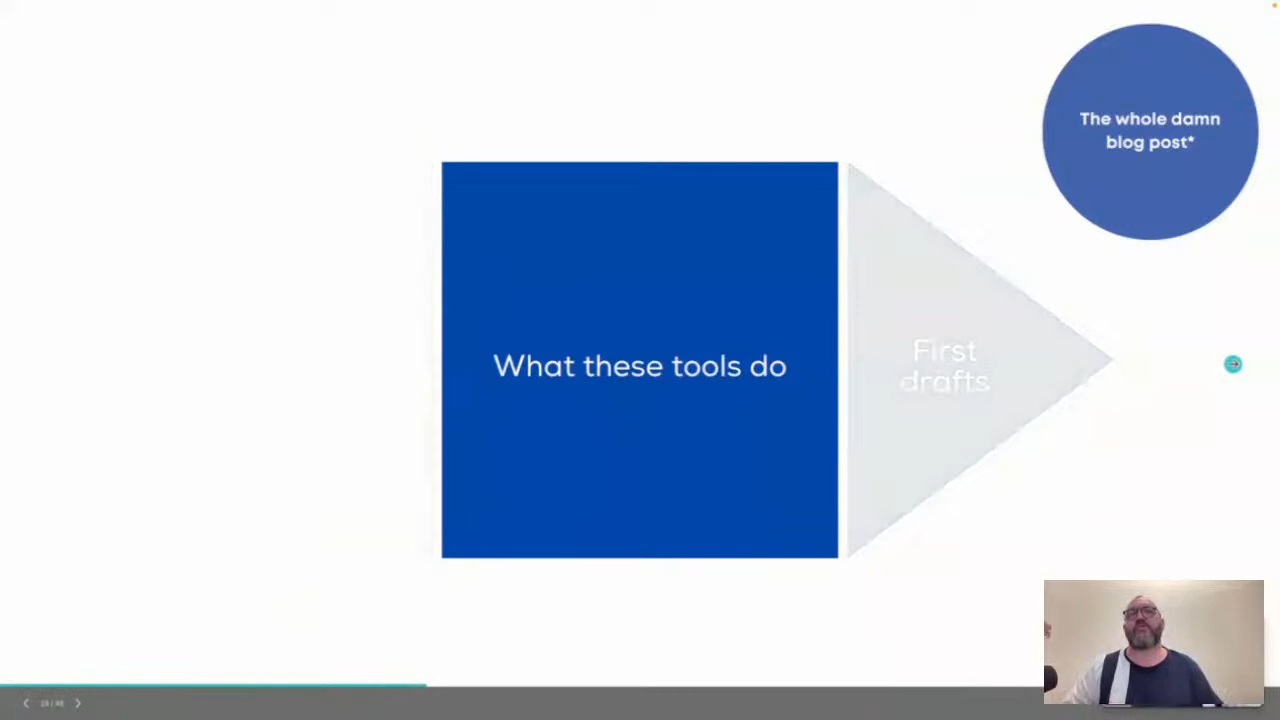 The whole damn
blog post*
What these tools do
First
drafts